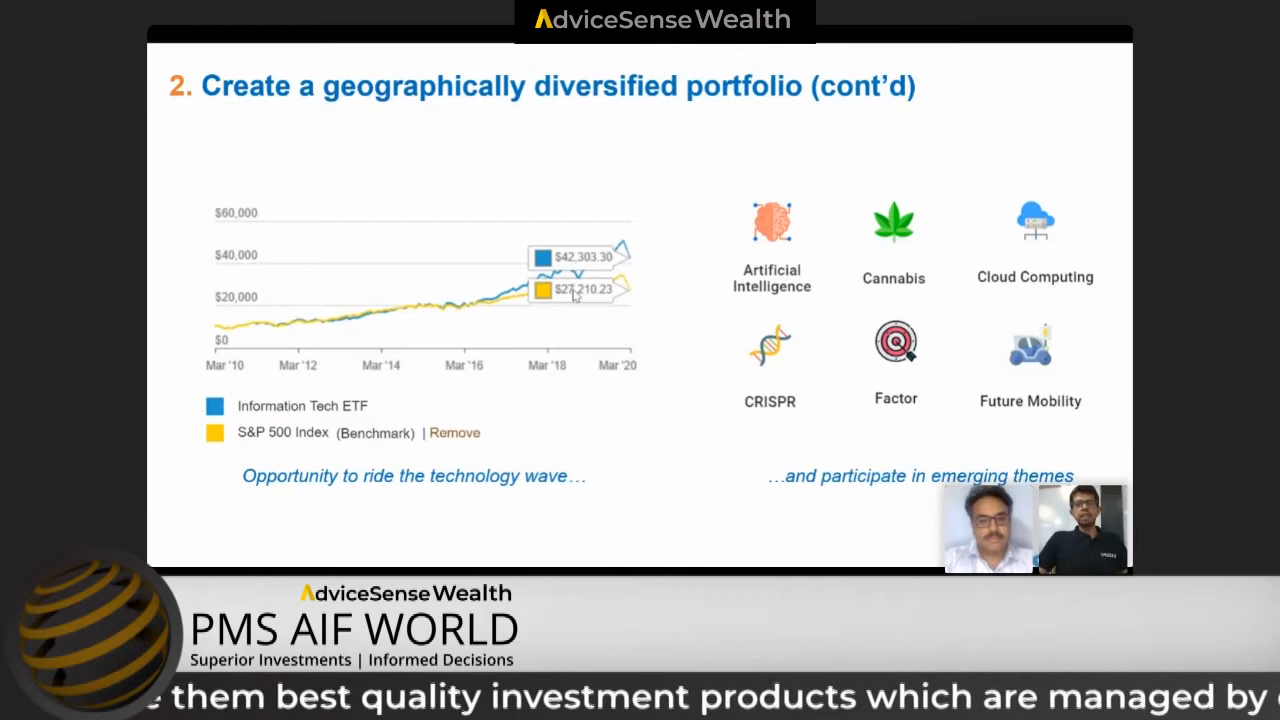 AdviceSense Wealth
2. Create a geographically diversified portfolio (cont’d)
$60,000
$40,000
$20,000
$0
$42,303.30
$27,210.23
Mar '10 Mar '12 Mar '14 Mar '16 Mar '18 Mar '20
Information Tech ETF
S&P 500 Index (Benchmark) | Remove
Opportunity to ride the technology wave…
Artificial
Intelligence
Cannabis
Cloud Computing
CRISPR
Factor
Future Mobility
…and participate in emerging themes
AdviceSense Wealth
PMS AIF WORLD
Superior Investments | Informed Decisions
them best quality investment products which are managed by